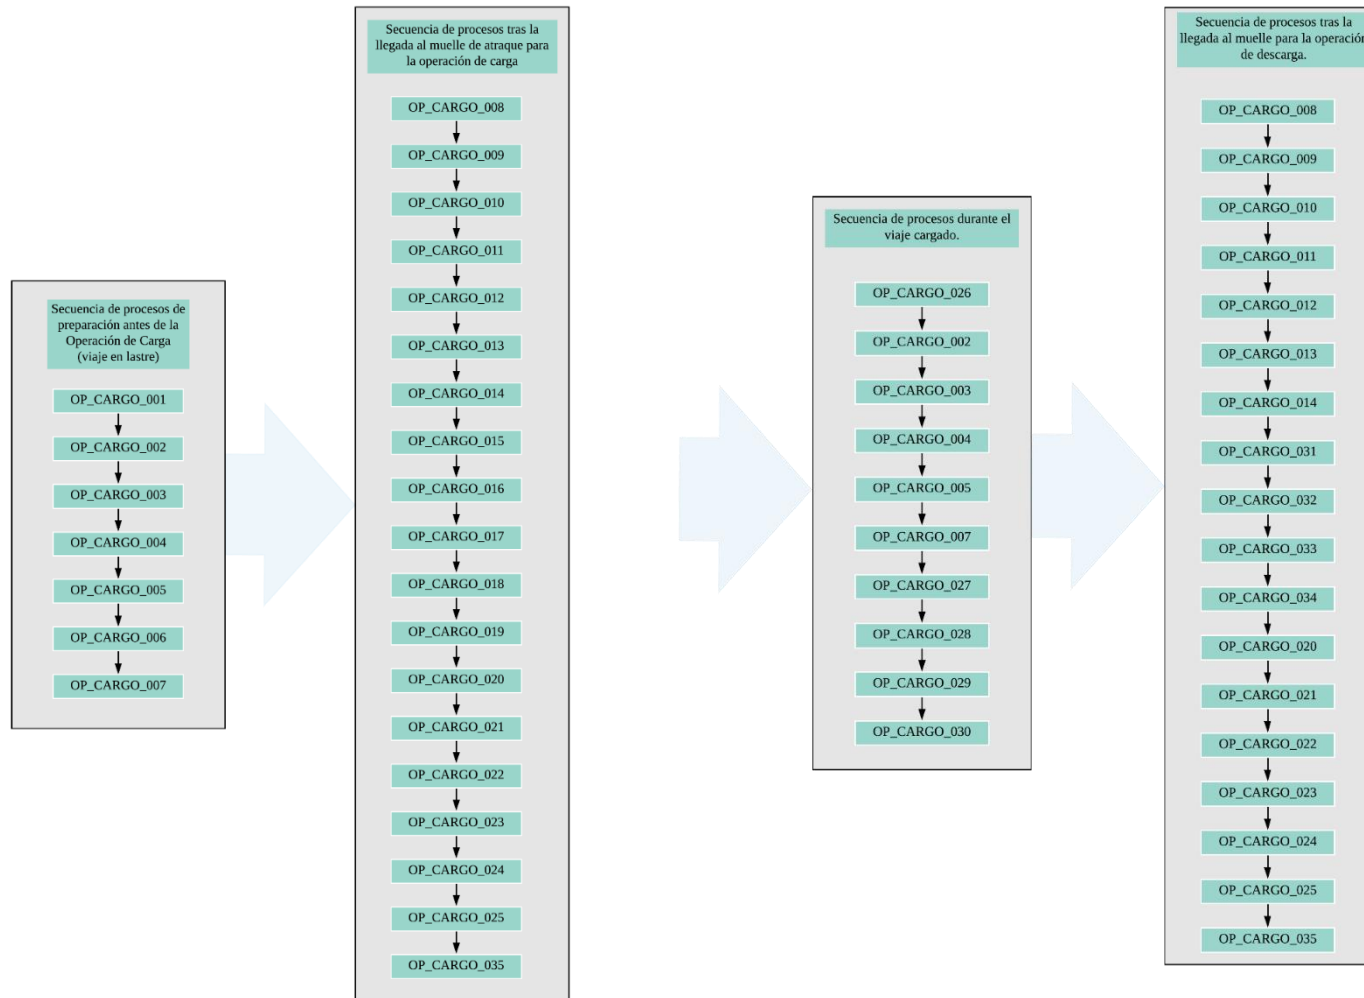 Secuencia de procesos de
preparación antes de la
Operación de Carga
(viaje en lastre)
OP_CARGO_001
OP_CARGO_002
OP_CARGO_003
OP_CARGO_004
OP_CARGO_005
OP_CARGO_006
OP_CARGO_007
Secuencia de procesos tras la
llegada al muelle de atraque para
la operación de carga
OP_CARGO_008
OP_CARGO_009
OP_CARGO_010
OP_CARGO_011
OP_CARGO_012
OP_CARGO_013
OP_CARGO_014
OP_CARGO_015
OP_CARGO_016
OP_CARGO_017
OP_CARGO_018
OP_CARGO_019
OP_CARGO_020
OP_CARGO_021
OP_CARGO_022
OP_CARGO_023
OP_CARGO_024
OP_CARGO_025
OP_CARGO_035
Secuencia de procesos durante el
viaje cargado.
OP_CARGO_026
OP_CARGO_002
OP_CARGO_003
OP_CARGO_004
OP_CARGO_005
OP_CARGO_007
OP_CARGO_027
OP_CARGO_028
OP_CARGO_029
OP_CARGO_030
Secuencia de procesos tras la
llegada al muelle para la operación
de descarga.
OP_CARGO_008
OP_CARGO_009
OP_CARGO_010
OP_CARGO_011
OP_CARGO_012
OP_CARGO_013
OP_CARGO_014
OP_CARGO_031
OP_CARGO_032
OP_CARGO_033
OP_CARGO_034
OP_CARGO_020
OP_CARGO_021
OP_CARGO_022
OP_CARGO_023
OP_CARGO_024
OP_CARGO_025
OP_CARGO_035